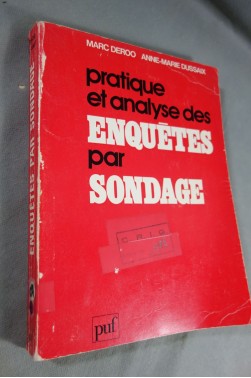 MARC DEROO ANNE-MARIE DUSSAIX
pratique
et analyse des
ENQUÊTES
par
SONDAGE
puf
ENQUÊTES PAR SONDAGE